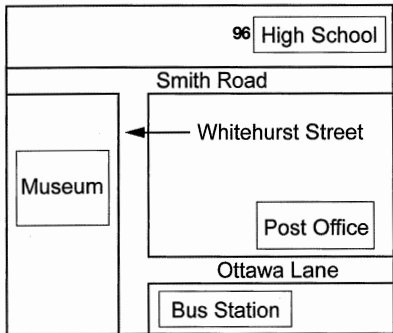 96 High School
Smith Road
Whitehurst Street
Museum
Post Office
Ottawa Lane
Bus Station